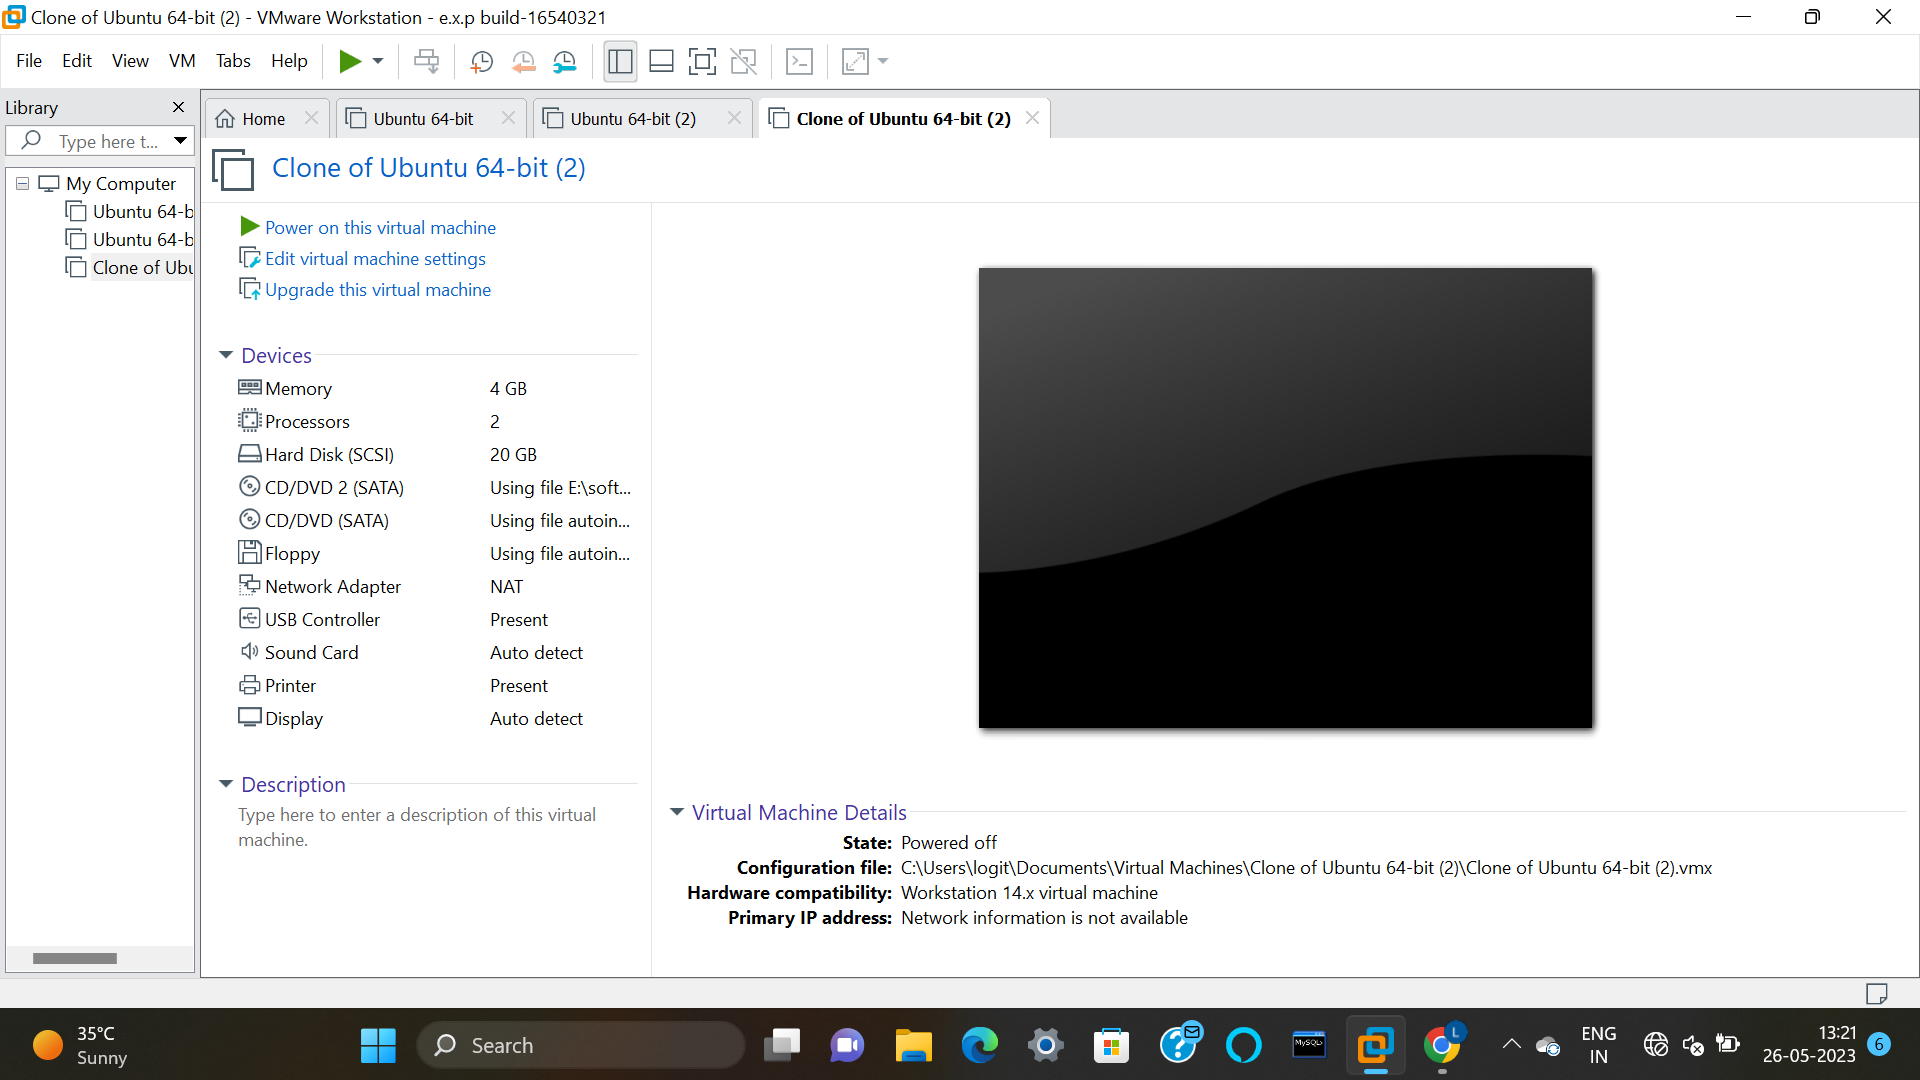 Clone of Ubuntu 64-bit (2) - VMware Workstation - e.x.p build-16540321
File Edit View VM Tabs Help
Library
Type here t...
My Computer
Ubuntu 64-b
Ubuntu 64-b
Clone of Ubu
Home
Ubuntu 64-bit
Ubuntu 64-bit (2)
Clone of Ubuntu 64-bit (2)
Clone of Ubuntu 64-bit (2)
Power on this virtual machine
Edit virtual machine settings
Upgrade this virtual machine
Devices
Memory 4 GB
Processors 2
Hard Disk (SCSI) 20 GB
CD/DVD 2 (SATA) Using file E:\soft...
CD/DVD (SATA) Using file autoin...
Floppy Using file autoin...
Network Adapter NAT
USB Controller Present
Sound Card Auto detect
Printer Present
Display Auto detect
Description
Type here to enter a description of this virtual
machine.
Virtual Machine Details
State: Powered off
Configuration file: C:\Users\logit\Documents\Virtual Machines\Clone of Ubuntu 64-bit (2)\Clone of Ubuntu 64-bit (2).vmx
Hardware compatibility: Workstation 14.x virtual machine
Primary IP address: Network information is not available
35°C
Sunny
Search
MySQL>
L
ENG
IN
13:21
26-05-2023
6